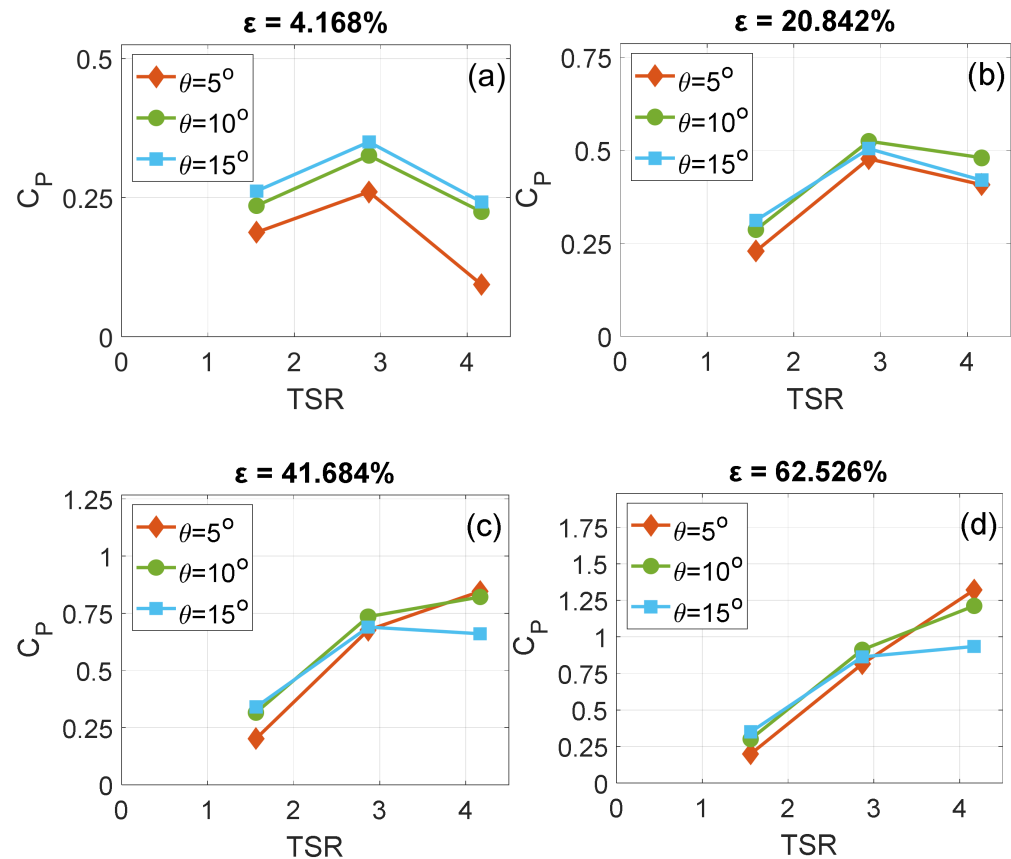 ε = 4.168%
(a)
θ=5°
θ=10°
θ=15°
0.5
0.25
0
C_P
0 1 2 3 4
TSR
ε = 20.842%
(b)
θ=5°
θ=10°
θ=15°
0.75
0.5
0.25
0
C_P
0 1 2 3 4
TSR
ε = 41.684%
(c)
θ=5°
θ=10°
θ=15°
1.25
1
0.75
0.5
0.25
0
C_P
0 1 2 3 4
TSR
ε = 62.526%
(d)
θ=5°
θ=10°
θ=15°
1.75
1.5
1.25
1
0.75
0.5
0.25
0
C_P
0 1 2 3 4
TSR